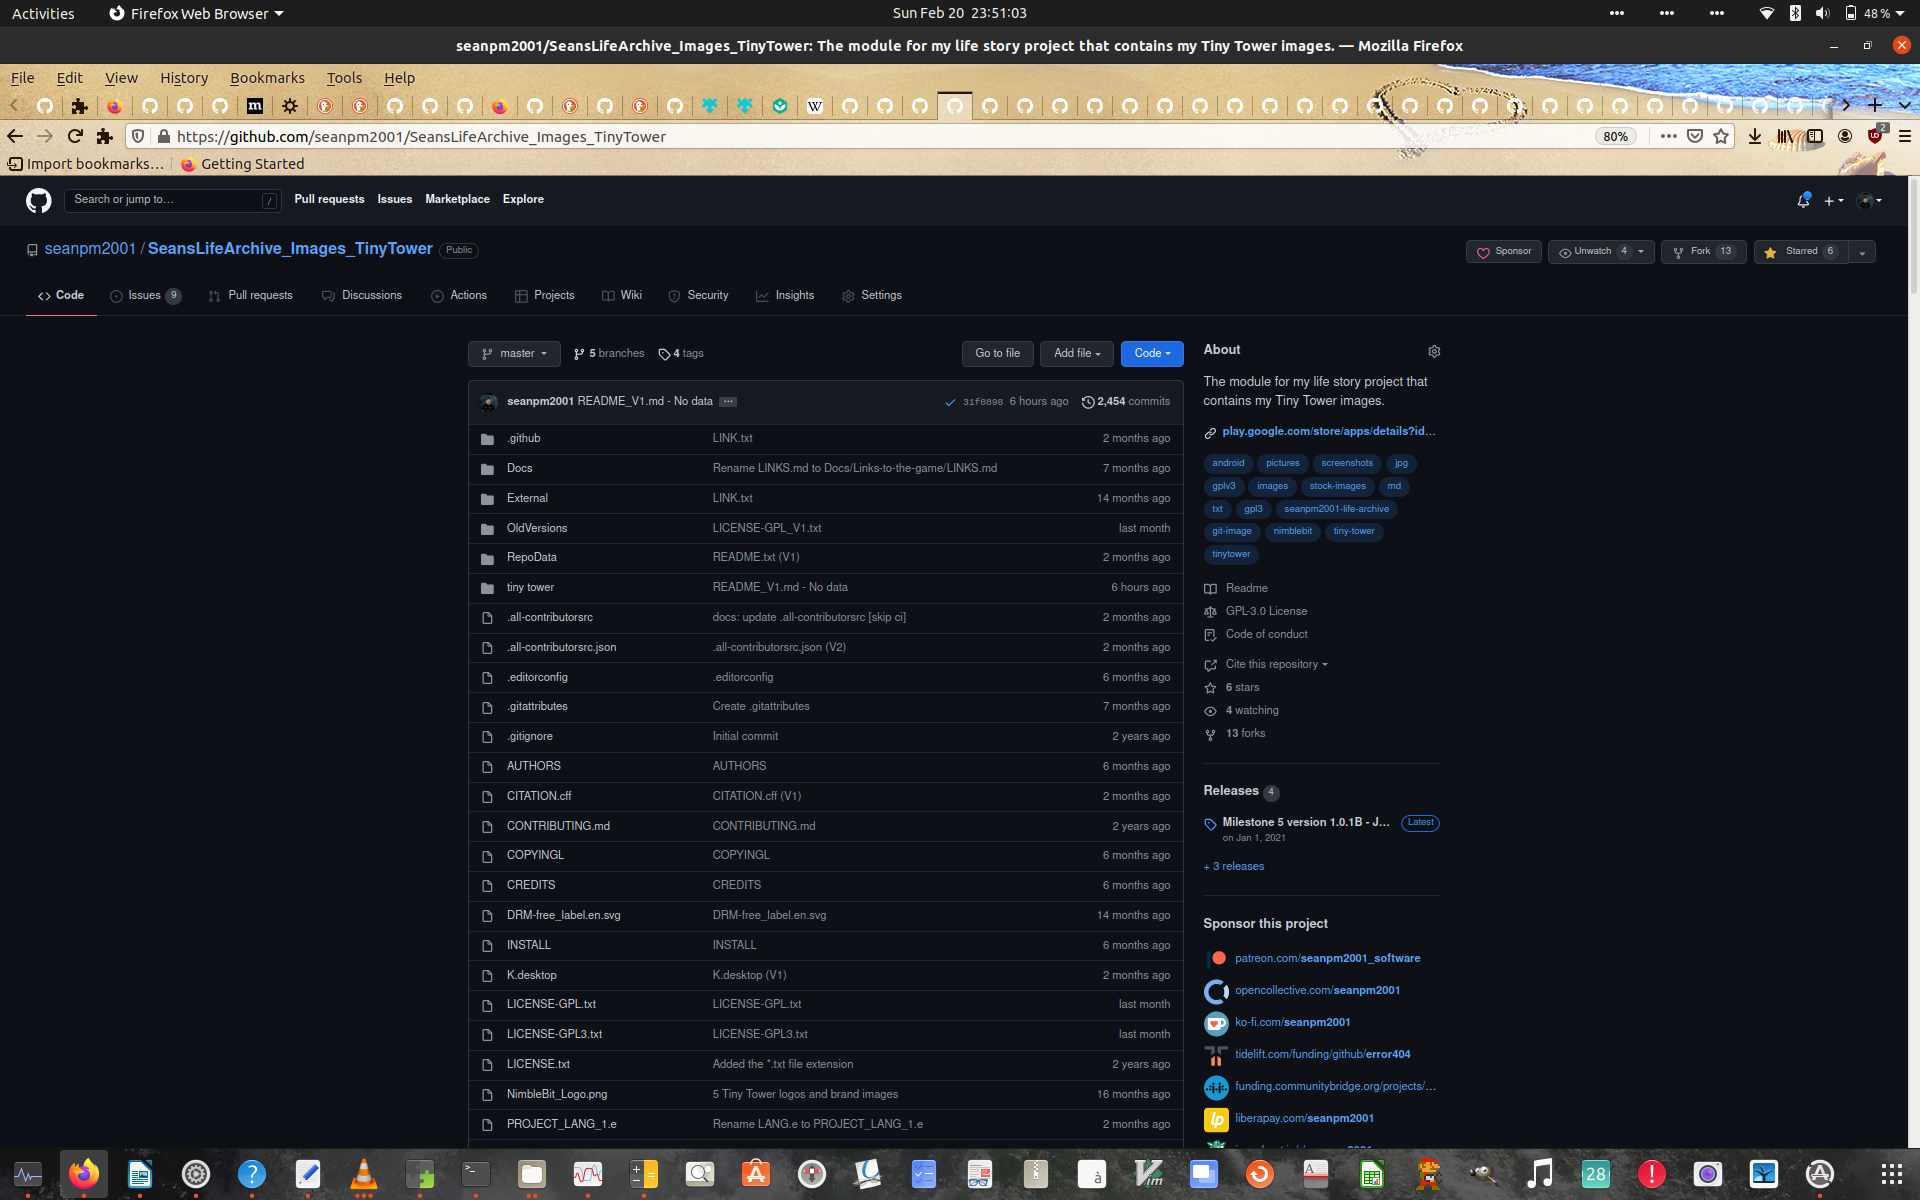 Activities
Firefox Web Browser
Sun Feb 20 23:51:03
48 %
seanpm2001/SeansLifeArchive_Images_TinyTower: The module for my life story project that contains my Tiny Tower images. — Mozilla Firefox
File Edit View History Bookmarks Tools Help
https://github.com/seanpm2001/SeansLifeArchive_Images_TinyTower
80%
2
Import bookmarks… Getting Started
Search or jump to… /
Pull requests Issues Marketplace Explore
seanpm2001 / SeansLifeArchive_Images_TinyTower Public
Sponsor Unwatch 4 Fork 13 Starred 6
Code Issues 9 Pull requests Discussions Actions Projects Wiki Security Insights Settings
master 5 branches 4 tags
Go to file Add file Code
seanpm2001 README_V1.md - No data ··· 31f0898 6 hours ago 2,454 commits
.github LINK.txt 2 months ago
Docs Rename LINKS.md to Docs/Links-to-the-game/LINKS.md 7 months ago
External LINK.txt 14 months ago
OldVersions LICENSE-GPL_V1.txt last month
RepoData README.txt (V1) 2 months ago
tiny tower README_V1.md - No data 6 hours ago
.all-contributorsrc docs: update .all-contributorsrc [skip ci] 2 months ago
.all-contributorsrc.json .all-contributorsrc.json (V2) 2 months ago
.editorconfig .editorconfig 6 months ago
.gitattributes Create .gitattributes 7 months ago
.gitignore Initial commit 2 years ago
AUTHORS AUTHORS 6 months ago
CITATION.cff CITATION.cff (V1) 2 months ago
CONTRIBUTING.md CONTRIBUTING.md 2 years ago
COPYINGL COPYINGL 6 months ago
CREDITS CREDITS 6 months ago
DRM-free_label.en.svg DRM-free_label.en.svg 14 months ago
INSTALL INSTALL 6 months ago
K.desktop K.desktop (V1) 2 months ago
LICENSE-GPL.txt LICENSE-GPL.txt last month
LICENSE-GPL3.txt LICENSE-GPL3.txt last month
LICENSE.txt Added the *.txt file extension 2 years ago
NimbleBit_Logo.png 5 Tiny Tower logos and brand images 16 months ago
PROJECT_LANG_1.e Rename LANG.e to PROJECT_LANG_1.e 2 months ago
About
The module for my life story project that
contains my Tiny Tower images.
play.google.com/store/apps/details?id…
android pictures screenshots jpg
gplv3 images stock-images md
txt gpl3 seanpm2001-life-archive
git-image nimblebit tiny-tower
tinytower
Readme
GPL-3.0 License
Code of conduct
Cite this repository
6 stars
4 watching
13 forks
Releases 4
Milestone 5 version 1.0.1B - J… Latest
on Jan 1, 2021
+ 3 releases
Sponsor this project
patreon.com/seanpm2001_software
opencollective.com/seanpm2001
ko-fi.com/seanpm2001
tidelift.com/funding/github/error404
funding.communitybridge.org/projects/…
liberapay.com/seanpm2001
28